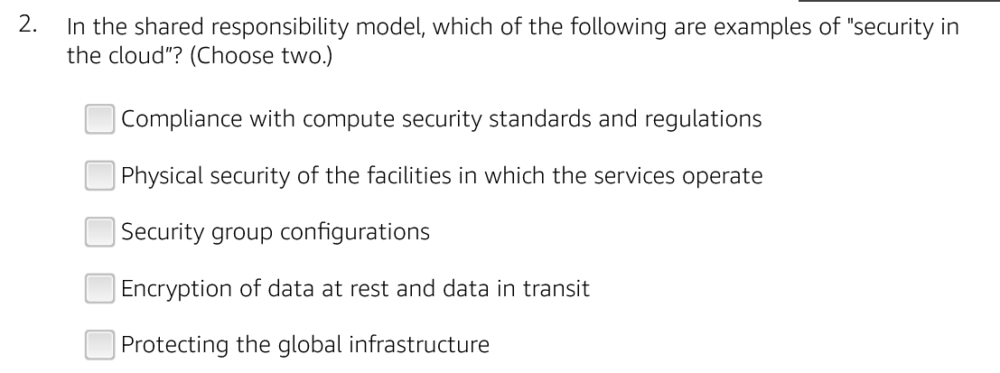 2. In the shared responsibility model, which of the following are examples of "security in
the cloud"? (Choose two.)
Compliance with compute security standards and regulations
Physical security of the facilities in which the services operate
Security group configurations
Encryption of data at rest and data in transit
Protecting the global infrastructure